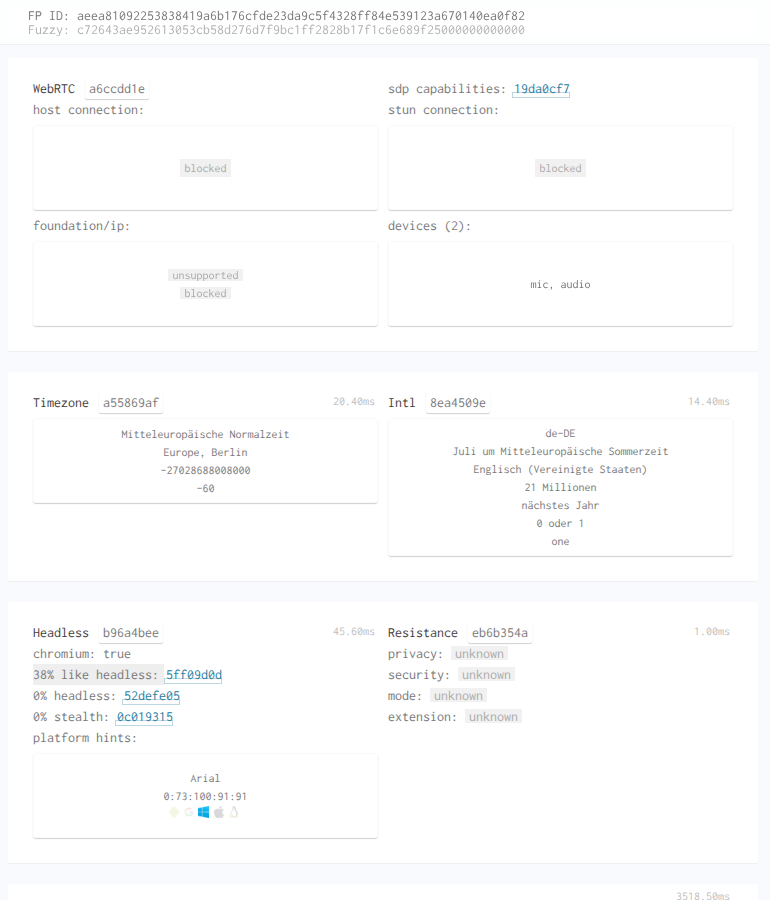 FP ID: aeea81092253838419a6b176cfde23da9c5f4328ff84e539123a670140ea0f82
Fuzzy: c72643ae952613053cb58d276d7f9bc1ff2828b17f1c6e689f25000000000000
WebRTC a6ccdd1e
host connection:
blocked
foundation/ip:
unsupported
blocked
sdp capabilities: 19da0cf7
stun connection:
blocked
devices (2):
mic, audio
Timezone a55869af 20.40ms
Mitteleuropäische Normalzeit
Europe, Berlin
-27028688008000
-60
Intl 8ea4509e 14.40ms
de-DE
Juli um Mitteleuropäische Sommerzeit
Englisch (Vereinigte Staaten)
21 Millionen
nächstes Jahr
0 oder 1
one
Headless b96a4bee 45.60ms
chromium: true
38% like headless: 5ff09d0d
0% headless: 52defe05
0% stealth: 0c019315
platform hints:
Arial
0:73:100:91:91
Resistance eb6b354a 1.00ms
privacy: unknown
security: unknown
mode: unknown
extension: unknown
3518.50ms